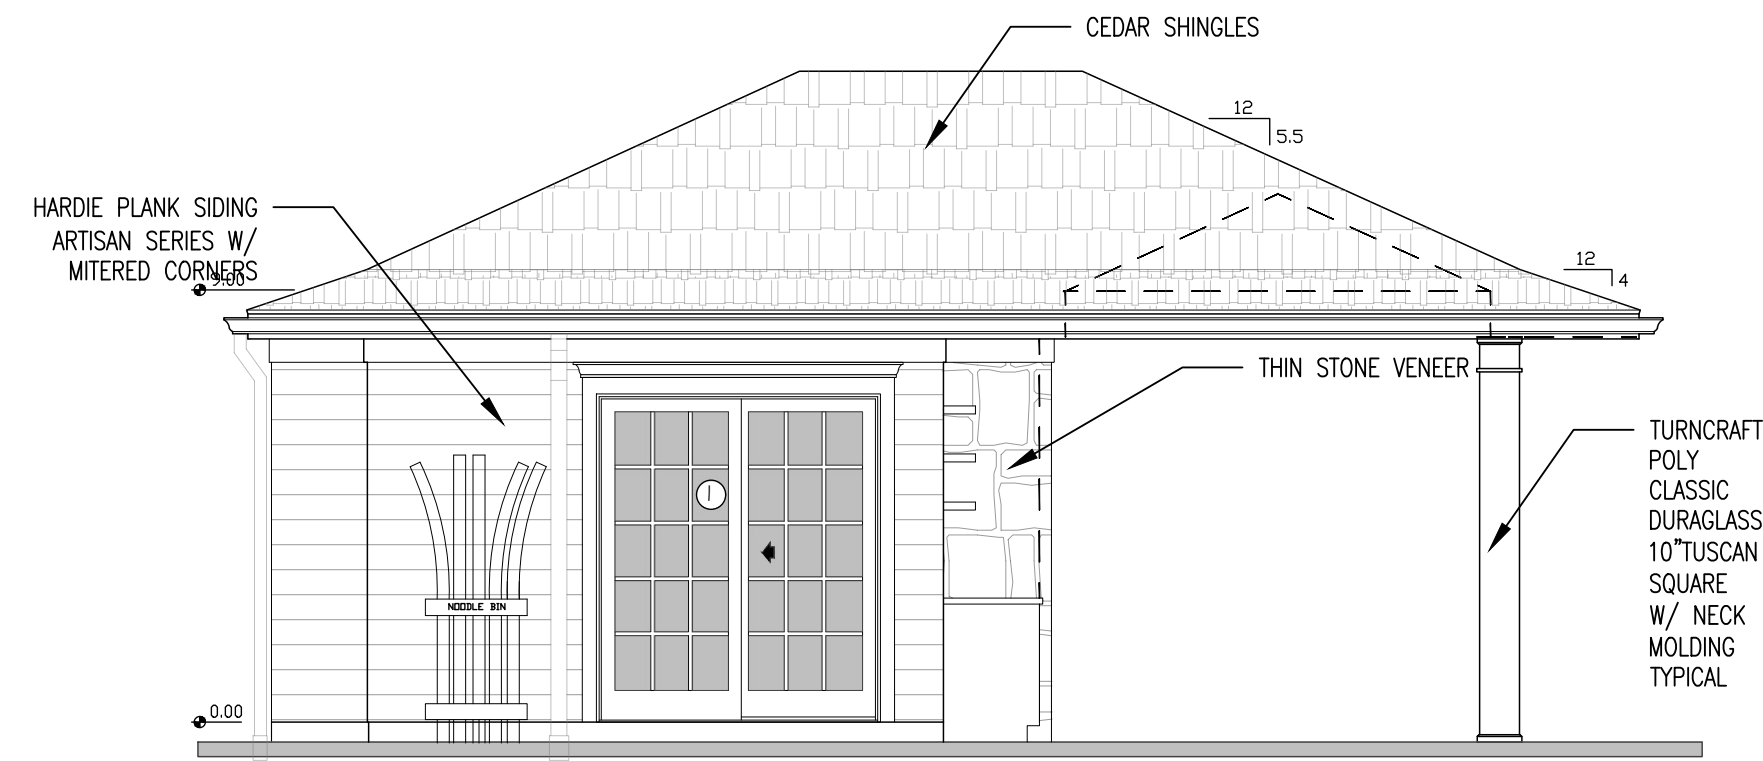 CEDAR SHINGLES
12
5.5
HARDIE PLANK SIDING
ARTISAN SERIES W/
MITERED CORNERS
9.00
12
4
THIN STONE VENEER
TURNCRAFT
POLY
CLASSIC
DURAGLASS
10"TUSCAN
SQUARE
W/ NECK
MOLDING
TYPICAL
1
NOODLE BIN
0.00